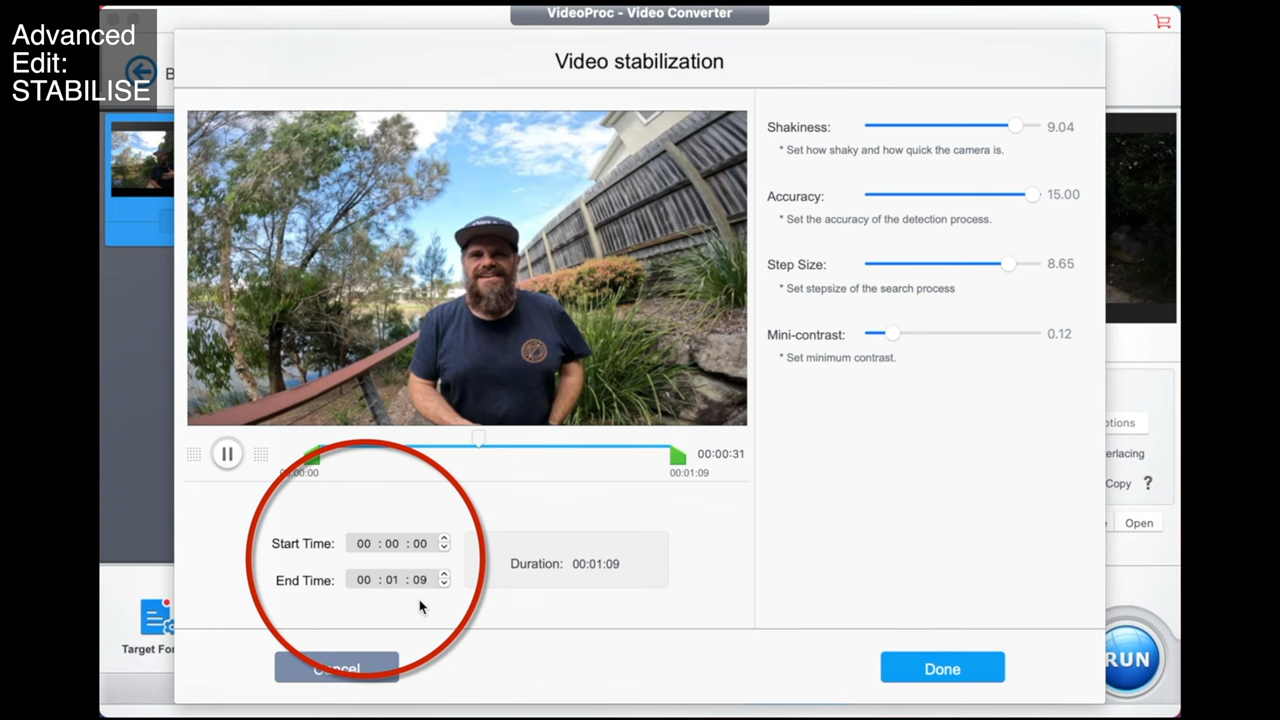 Advanced
Edit:
STABILISE
VideoProc - Video Converter
B
Video stabilization
Shakiness: 9.04
* Set how shaky and how quick the camera is.
Accuracy: 15.00
* Set the accuracy of the detection process.
Step Size: 8.65
* Set stepsize of the search process
Mini-contrast: 0.12
* Set minimum contrast.
00:00:31
00:00:00 00:01:09
Start Time: 00 : 00 : 00
End Time: 00 : 01 : 09
Duration: 00:01:09
Cancel
Done
ptions
erlacing
Copy ?
Open
Target For
RUN